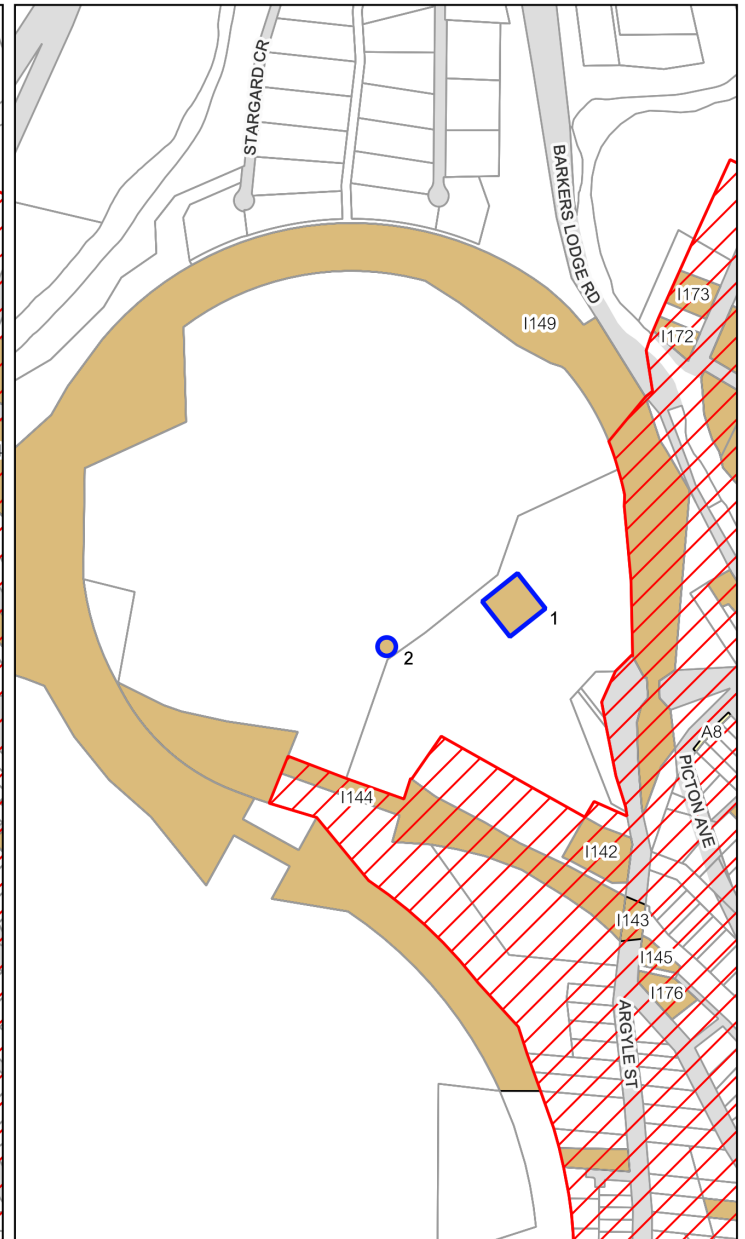 STARGARD CR
BARKERS LODGE RD
I173
I149
I172
1
2
A8
PICTON AVE
I144
I142
I143
I145
I176
ARGYLE ST